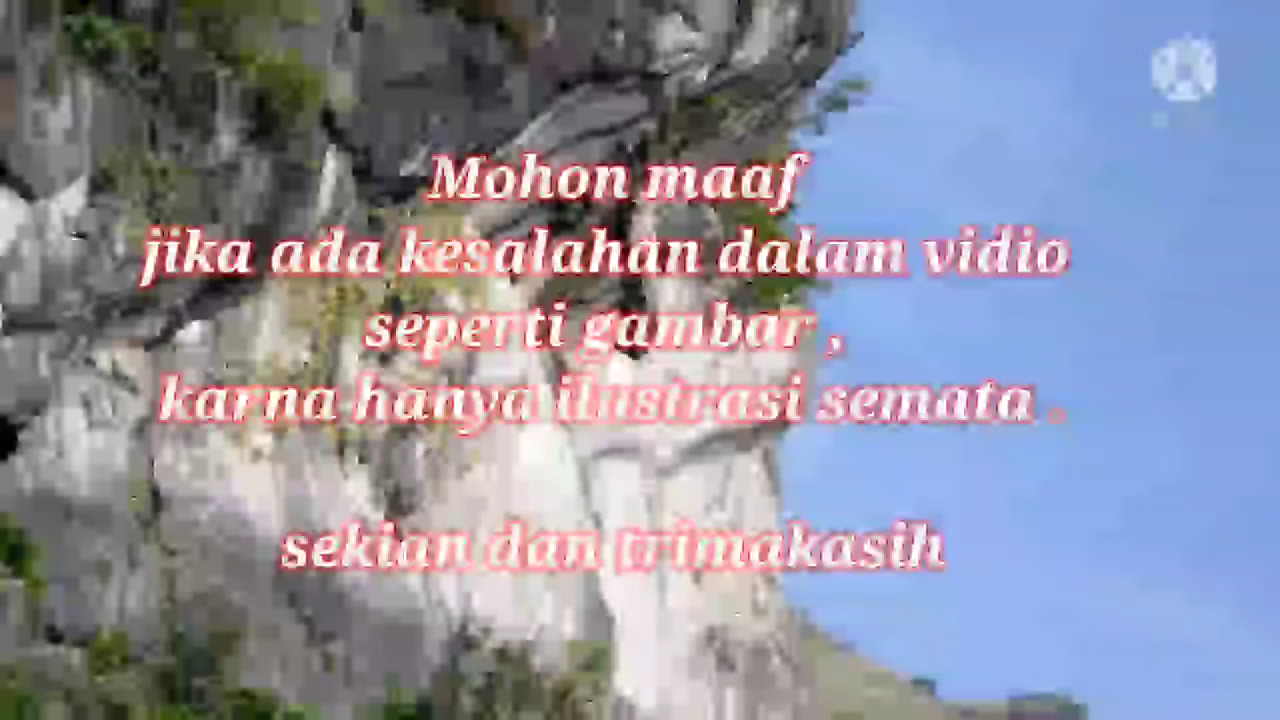 Mohon maaf
jika ada kesalahan dalam vidio
seperti gambar ,
karna hanya ilustrasi semata .
sekian dan trimakasih